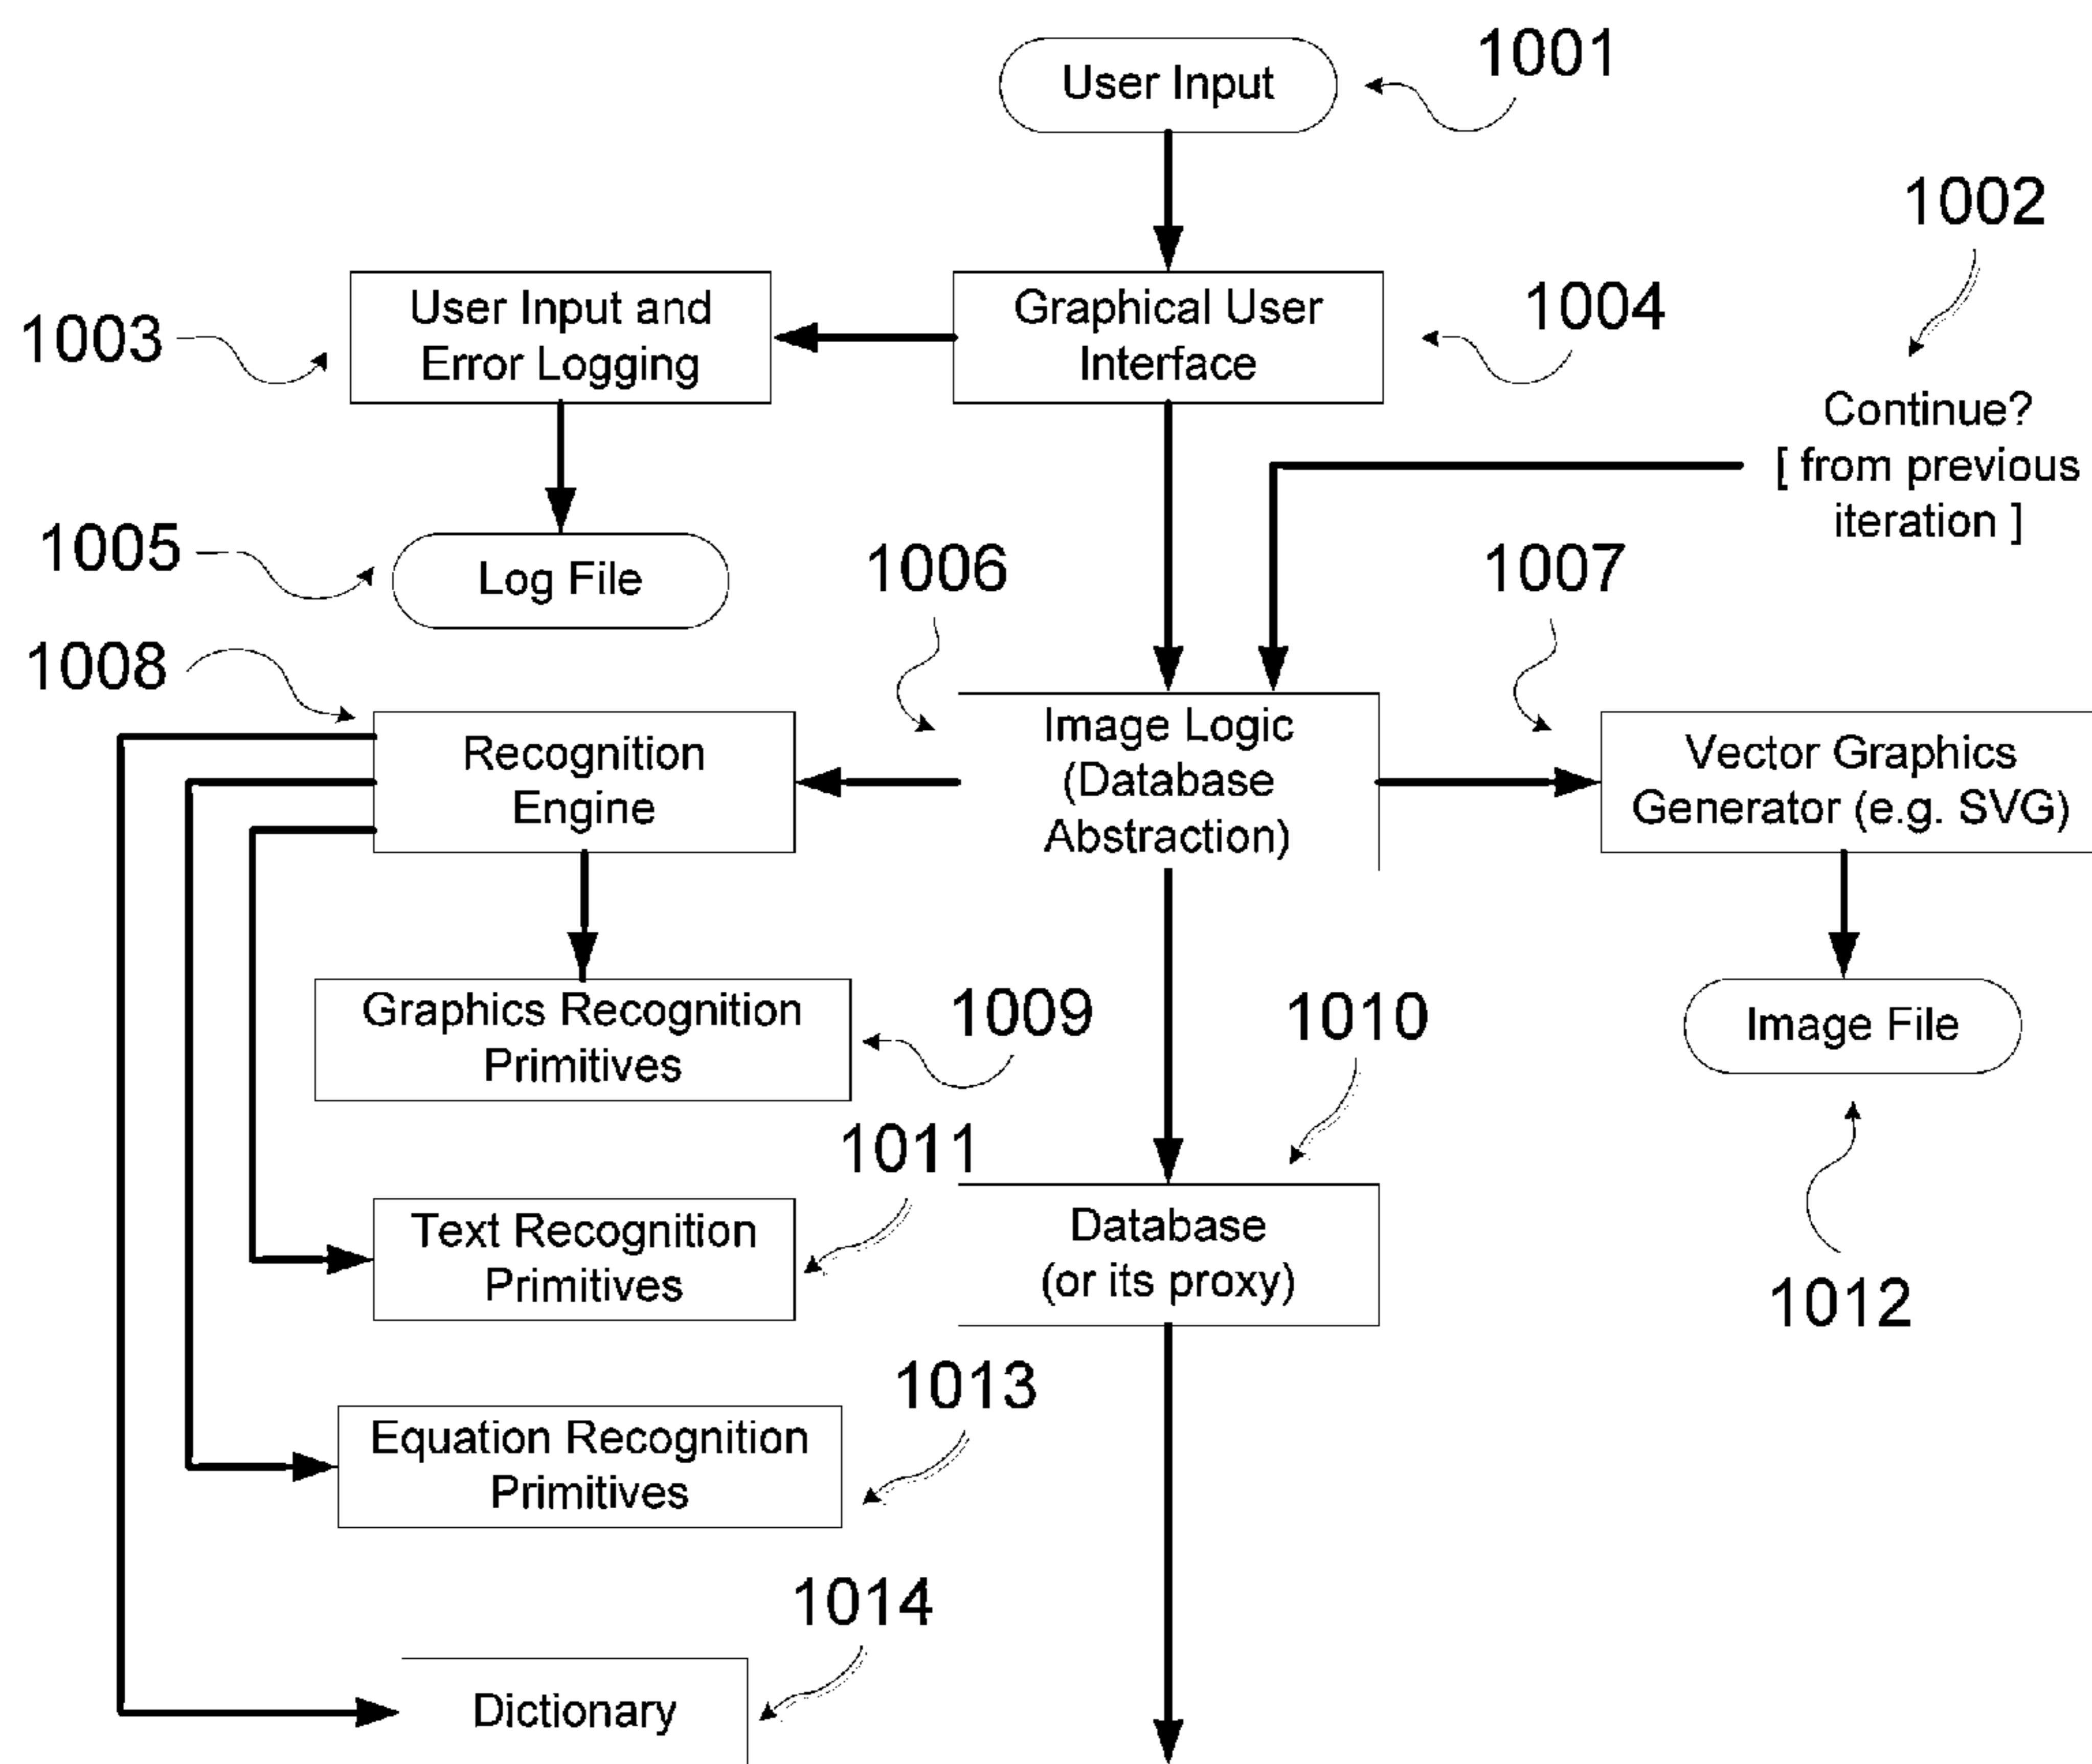 User Input
1001
1002
User Input and
Error Logging
1003
Graphical User
Interface
1004
Continue?
[ from previous
iteration ]
1005
Log File
1006
1007
1008
Recognition
Engine
Image Logic
(Database
Abstraction)
Vector Graphics
Generator (e.g. SVG)
Graphics Recognition
Primitives
1009
1010
Image File
1011
Text Recognition
Primitives
Database
(or its proxy)
1012
1013
Equation Recognition
Primitives
1014
Dictionary